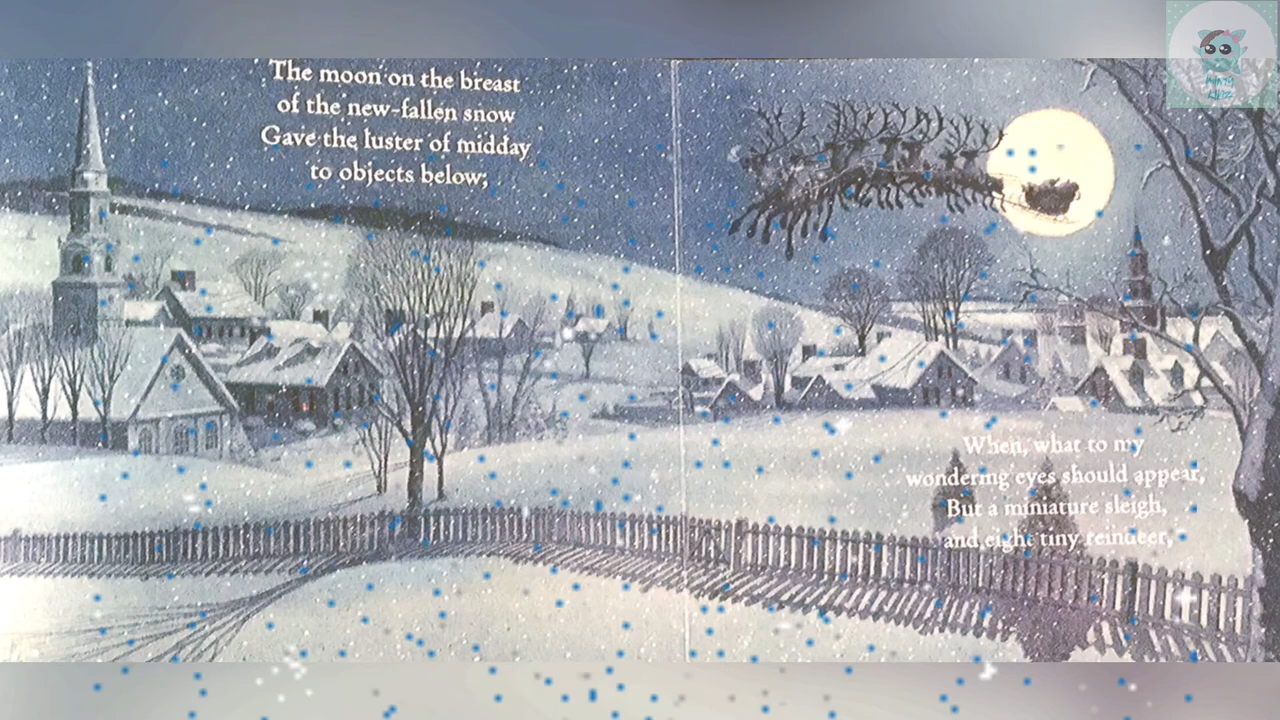 The moon on the breast
of the new-fallen snow
Gave the luster of midday
to objects below;
When, what to my
wondering eyes should appear,
But a miniature sleigh,
and eight tiny reindeer,